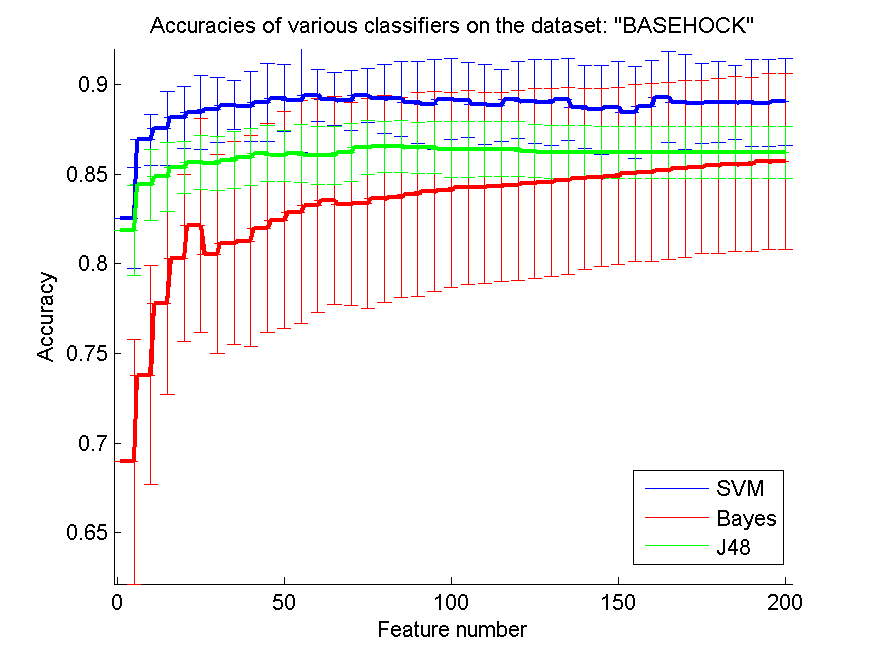 Accuracies of various classifiers on the dataset: "BASEHOCK"
Accuracy
0.9
0.85
0.8
0.75
0.7
0.65
SVM
Bayes
J48
0 50 100 150 200
Feature number